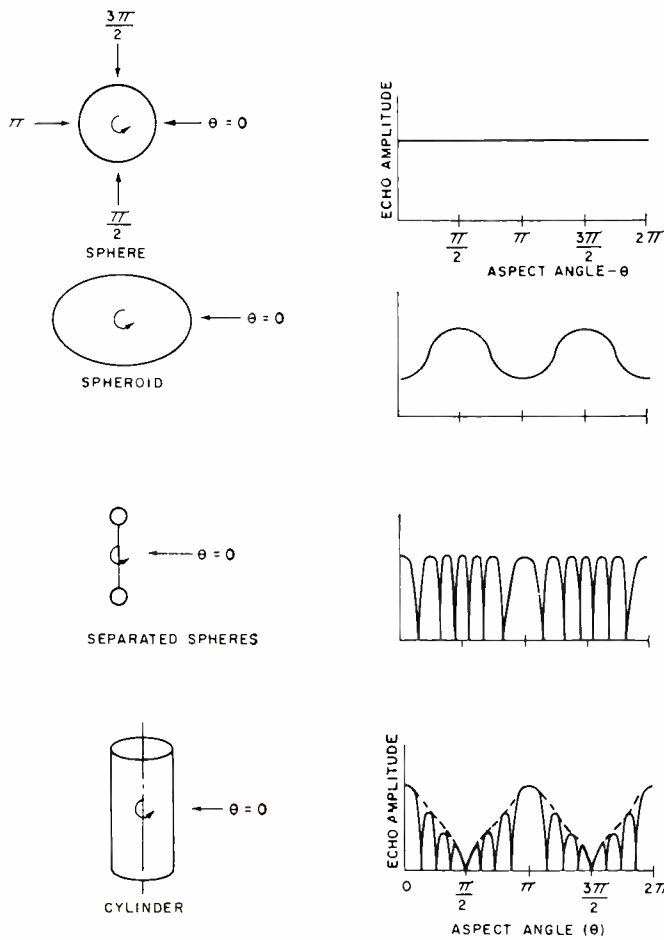 3π/2
π
θ = 0
π/2
SPHERE
ECHO AMPLITUDE
π/2 π 3π/2 2π
ASPECT ANGLE-θ
θ = 0
SPHEROID
θ = 0
SEPARATED SPHERES
θ = 0
CYLINDER
ECHO AMPLITUDE
0 π/2 π 3π/2 2π
ASPECT ANGLE (θ)